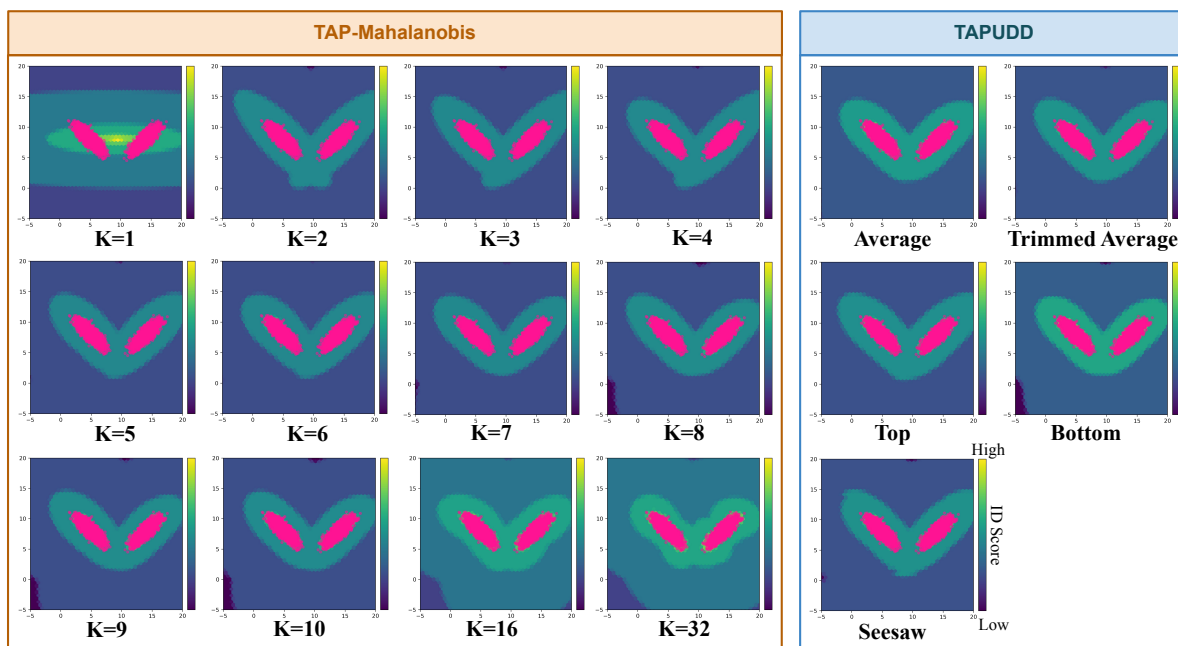 TAP-Mahalanobis
TAPUDD
K=1
K=2
K=3
K=4
Average
Trimmed Average
K=5
K=6
K=7
K=8
Top
Bottom
High
ID Score
Low
K=9
K=10
K=16
K=32
Seesaw